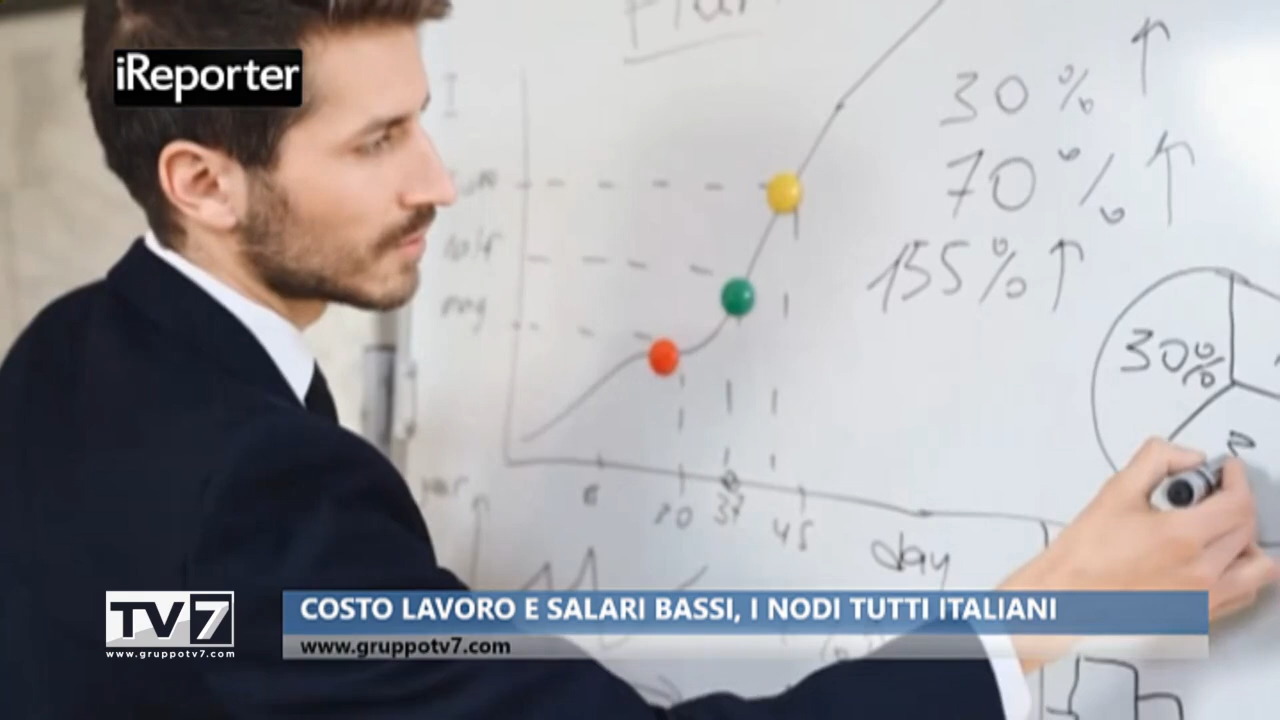 iReporter
Plan
30 % ↑
70 % ↑
155% ↑
30%
20 37 45
day
TV7
www.gruppotv7.com
COSTO LAVORO E SALARI BASSI, I NODI TUTTI ITALIANI
www.gruppotv7.com